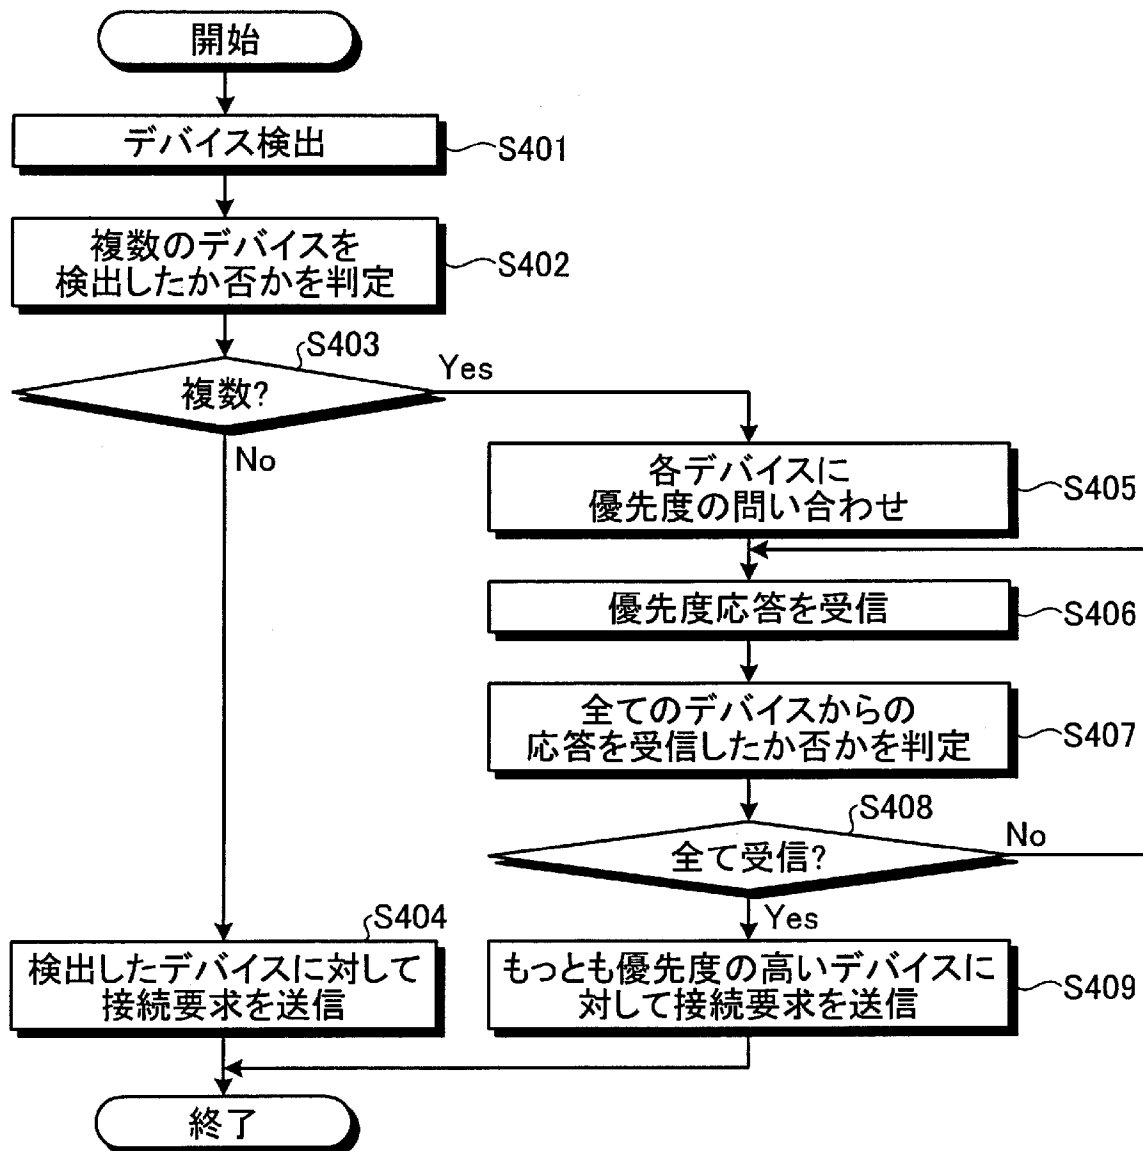 開始
デバイス検出
S401
複数のデバイスを
検出したか否かを判定
S402
S403
複数?
Yes
No
各デバイスに
優先度の問い合わせ
S405
優先度応答を受信
S406
全てのデバイスからの
応答を受信したか否かを判定
S407
S408
全て受信?
No
Yes
S404
検出したデバイスに対して
接続要求を送信
もっとも優先度の高いデバイスに
対して接続要求を送信
S409
終了